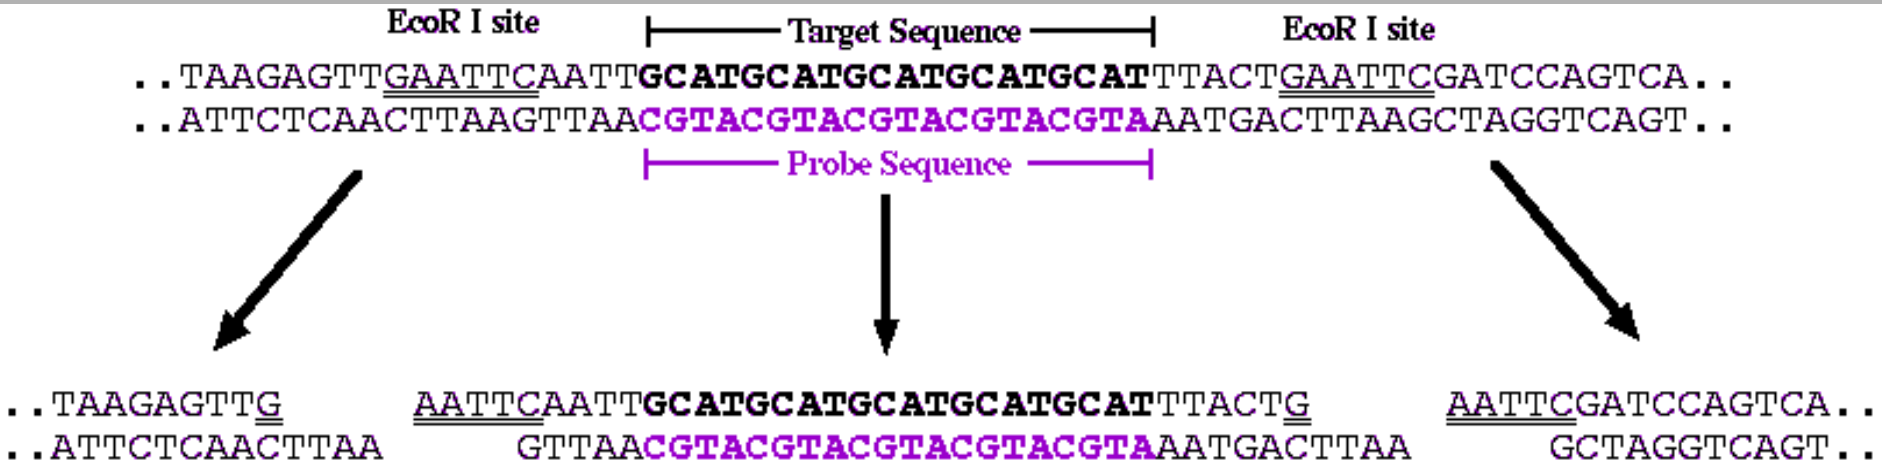 EcoR I site Target Sequence EcoR I site
..TAAGAGTTGAATTCAATTGCATGCATGCATGCATGCATTTACTGAATTCGATCCAGTCA..
..ATTCTCAACTTAAGTTAACGTACGTACGTACGTACGTAAATGACTTAAGCTAGGTCAGT..
Probe Sequence
..TAAGAGTTG AATTCAATTGCATGCATGCATGCATGCATTTACTG AATTCGATCCAGTCA..
..ATTCTCAACTTAA GTTAACGTACGTACGTACGTACGTAAATGACTTAA GCTAGGTCAGT..